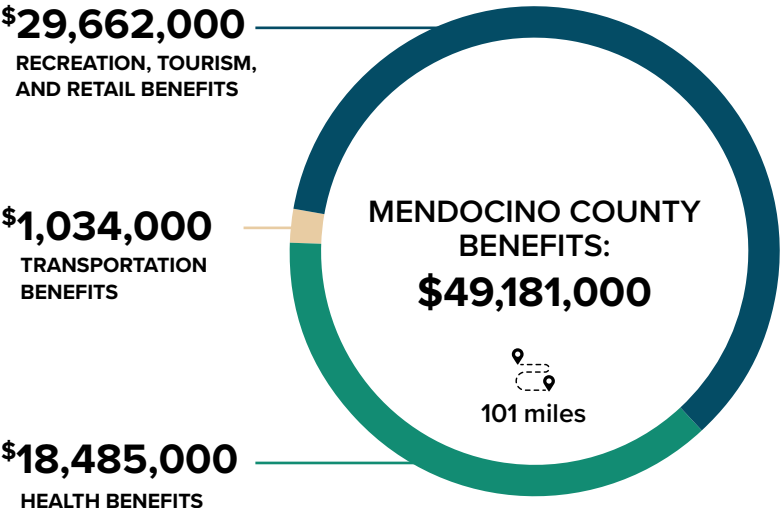 $29,662,000
RECREATION, TOURISM,
AND RETAIL BENEFITS
$1,034,000
TRANSPORTATION
BENEFITS
$18,485,000
HEALTH BENEFITS
MENDOCINO COUNTY
BENEFITS:
$49,181,000
101 miles